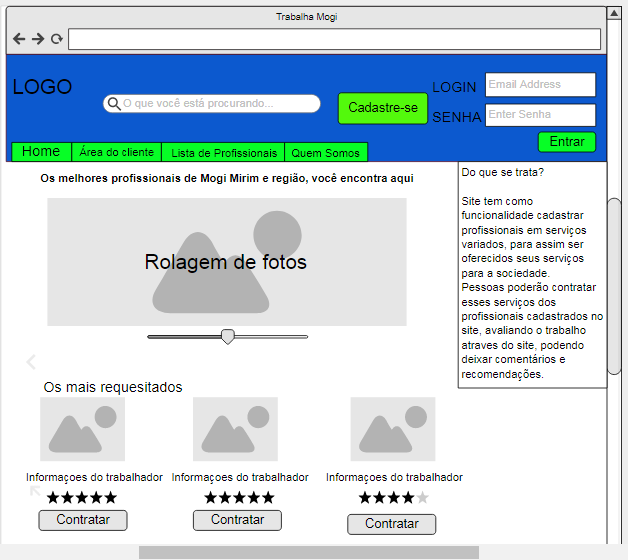 Trabalha Mogi
LOGO
O que você está procurando...
Cadastre-se
LOGIN
Email Address
SENHA
Enter Senha
Entrar
Home
Área do cliente
Lista de Profissionais
Quem Somos
Os melhores profissionais de Mogi Mirim e região, você encontra aqui
Rolagem de fotos
Do que se trata?
Site tem como
funcionalidade cadastrar
profissionais em serviços
variados, para assim ser
oferecidos seus serviços
para a sociedade.
Pessoas poderão contratar
esses serviços dos
profissionais cadastrados no
site, avaliando o trabalho
atraves do site, podendo
deixar comentários e
recomendações.
Os mais requesitados
Informaçoes do trabalhador
Informaçoes do trabalhador
Informaçoes do trabalhador
Contratar
Contratar
Contratar